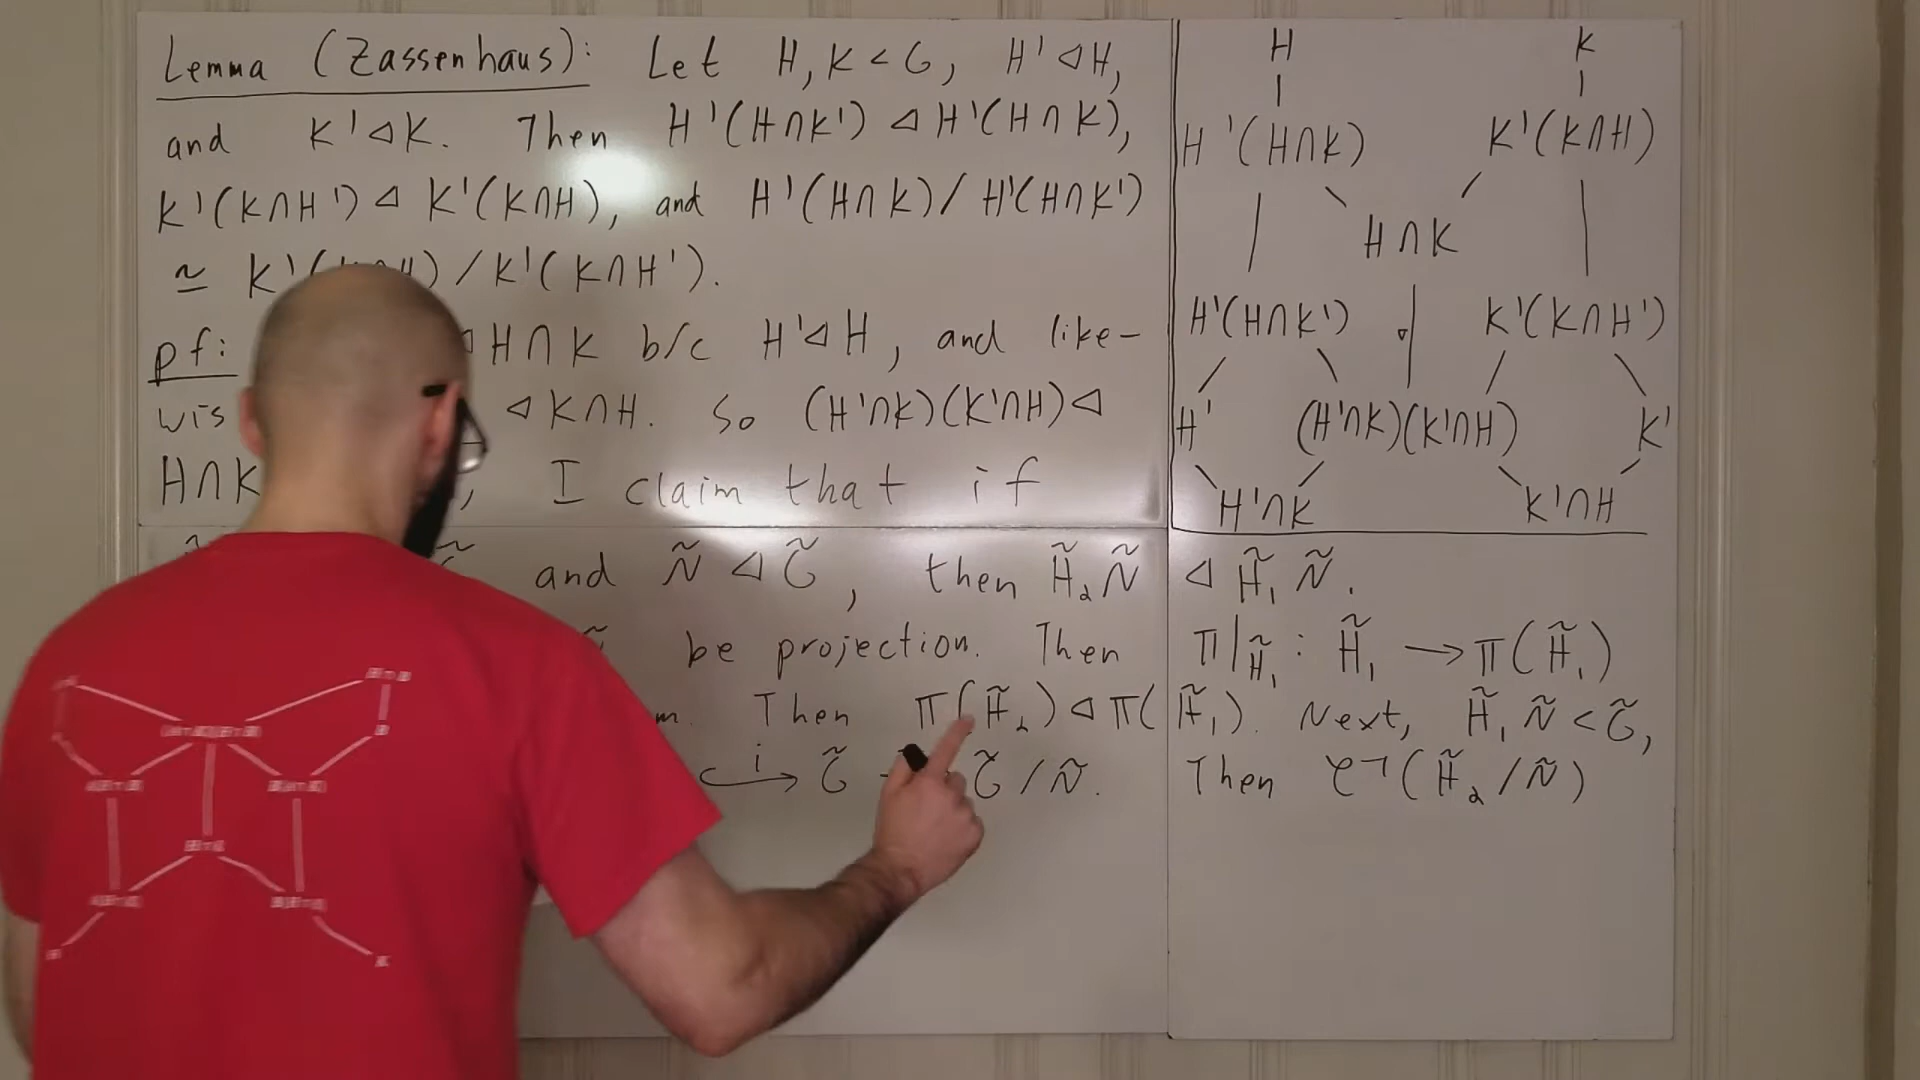 Lemma (Zassenhaus): Let H, K < G, H' ⊲ H,
and K' ⊲ K. Then H'(H∩K') ⊲ H'(H∩K),
K'(K∩H') ⊲ K'(K∩H), and H'(H∩K)/H'(H∩K')
≃ K'( )/K'(K∩H').
pf: ⊲ H∩K b/c H' ⊲ H, and like-
wis ⊲ K∩H. So (H'∩K)(K'∩H) ⊲
H∩K , I claim that if
and Ñ ⊲ G̃, then H̃₂Ñ ⊲ H̃₁Ñ.
be projection. Then π|H̃₁ : H̃₁ → π(H̃₁)
m. Then π(H̃₂) ⊲ π(H̃₁). Next, H̃₁Ñ < G̃,
i G̃ G̃/Ñ. Then φ⁻¹(H̃₂/Ñ)
H K
H'(H∩K) K'(K∩H)
H∩K
H'(H∩K') K'(K∩H')
H' (H'∩K)(K'∩H) K'
H'∩K K'∩H